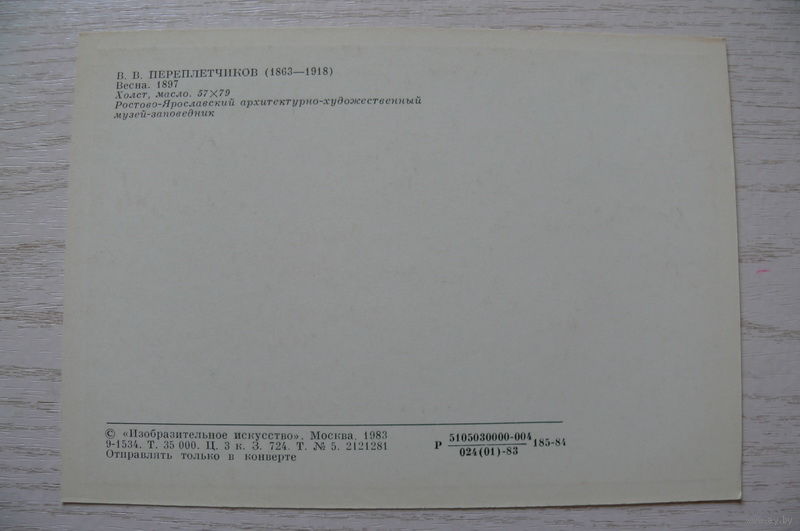 В. В. ПЕРЕПЛЕТЧИКОВ (1863—1918)
Весна. 1897
Холст, масло. 57×79
Ростово-Ярославский архитектурно-художественный
музей-заповедник
© «Изобразительное искусство». Москва. 1983
9-1534. Т. 35 000. Ц. 3 к. З. 724. Т. № 5. 2121281
Отправлять только в конверте
Р 5105030000-004 185-84
024(01)-83